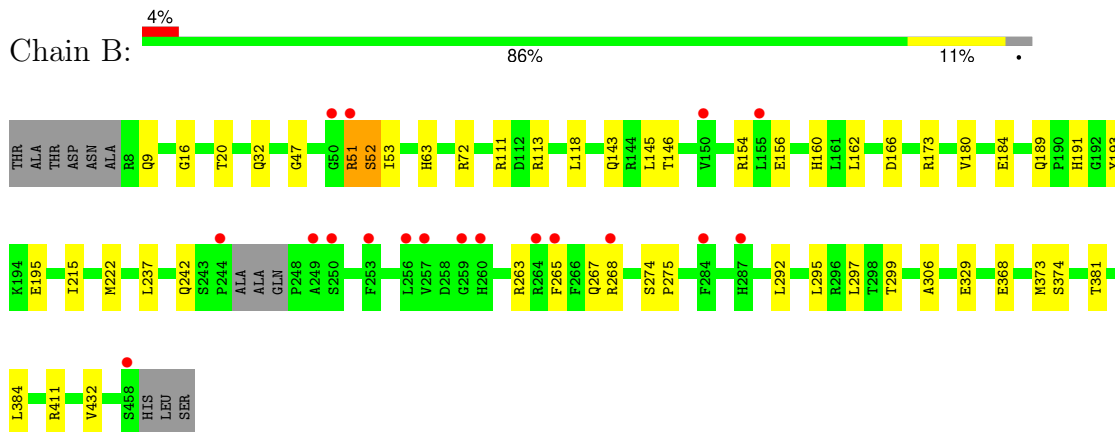 4%
Chain B:
86% 11% •
THR ALA THR ASP ASN ALA R8 Q9 G16 T20 Q32 G47 G50 R51 S52 I53 H63 R72 R111 D112 R113 L118 Q143 R144 L145 T146 V150 R154 L155 E156 H160 L161 L162 D166 R173 V180 E184 Q189 P190 H191 G192
K194 E195 I215 M222 L237 Q242 S243 P244 ALA ALA GLN P248 A249 S250 F253 L256 V257 D258 G259 H260 R263 R264 F265 F266 Q267 R268 S274 P275 F284 H287 L292 L295 R296 L297 T298 T299 A306 E329 E368 M373 S374 T381
L384 R411 V432 S458 HIS LEU SER